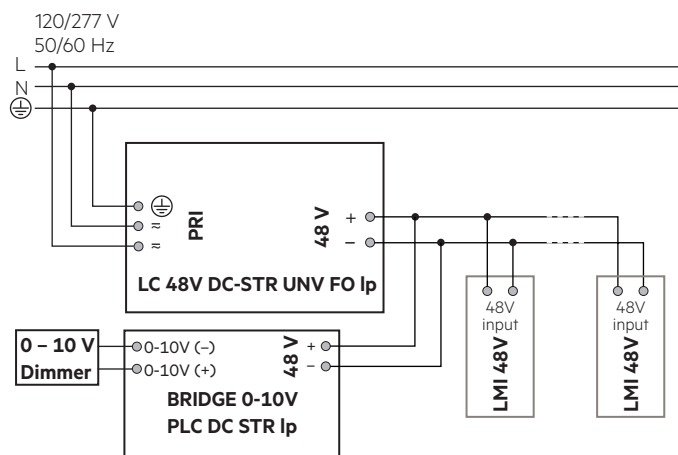 120/277 V
50/60 Hz
L
N
PRI
≂
≂
48 V
+
−
LC 48V DC-STR UNV FO lp
0 – 10 V
Dimmer
0-10V (−)
0-10V (+)
48 V
+
−
BRIDGE 0-10V
PLC DC STR lp
48V
input
LMI 48V
48V
input
LMI 48V